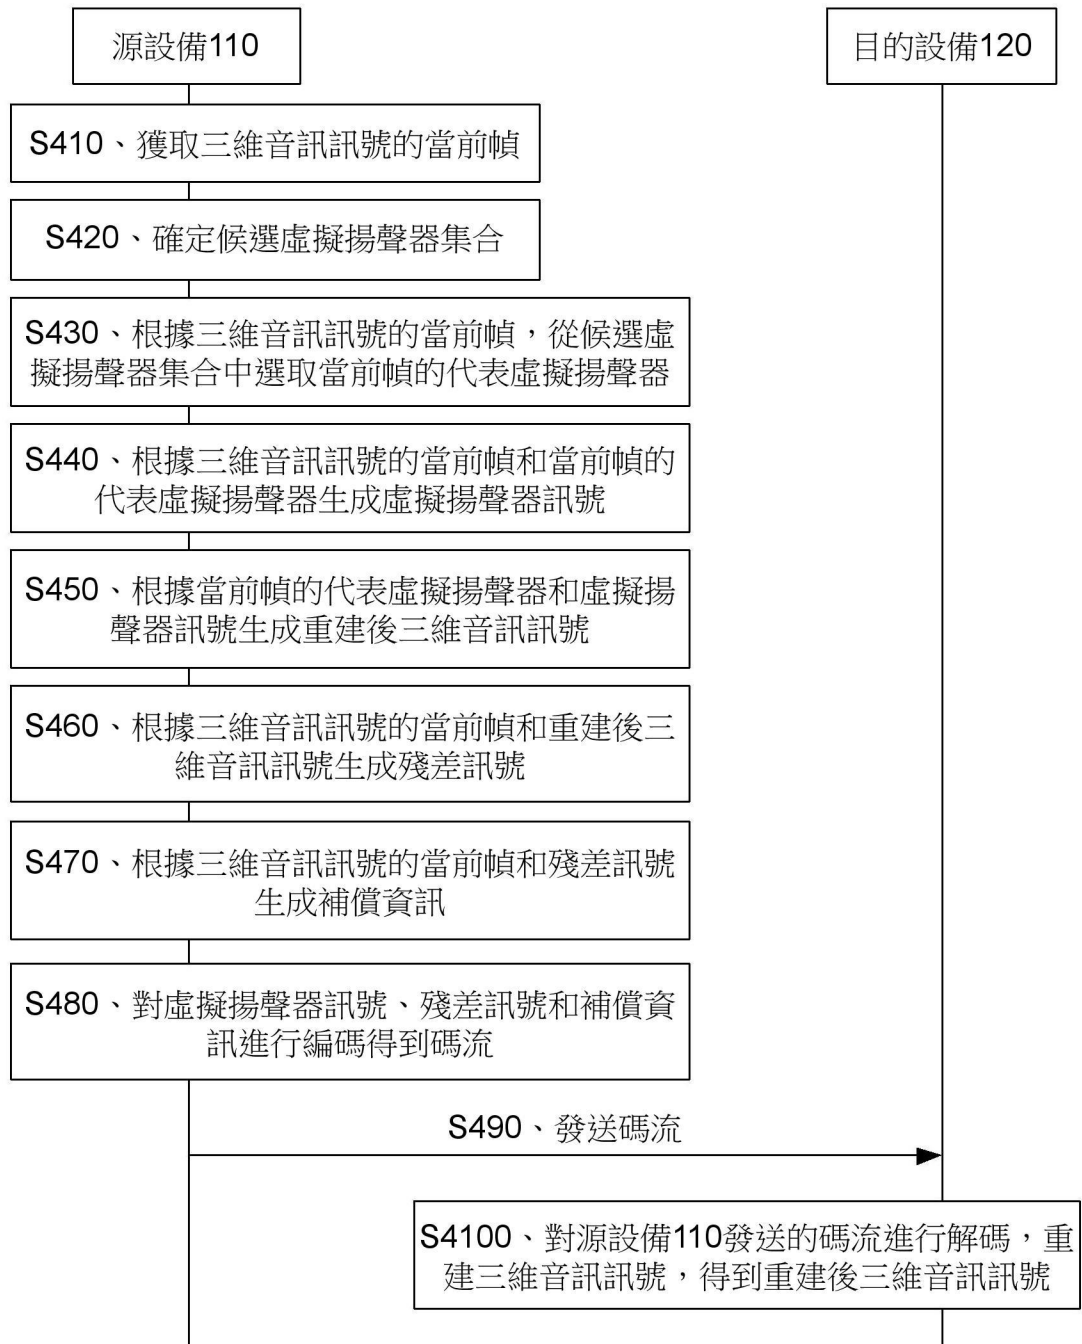 源設備110
目的設備120
S410、獲取三維音訊訊號的當前幀
S420、確定候選虛擬揚聲器集合
S430、根據三維音訊訊號的當前幀，從候選虛
擬揚聲器集合中選取當前幀的代表虛擬揚聲器
S440、根據三維音訊訊號的當前幀和當前幀的
代表虛擬揚聲器生成虛擬揚聲器訊號
S450、根據當前幀的代表虛擬揚聲器和虛擬揚
聲器訊號生成重建後三維音訊訊號
S460、根據三維音訊訊號的當前幀和重建後三
維音訊訊號生成殘差訊號
S470、根據三維音訊訊號的當前幀和殘差訊號
生成補償資訊
S480、對虛擬揚聲器訊號、殘差訊號和補償資
訊進行編碼得到碼流
S490、發送碼流
S4100、對源設備110發送的碼流進行解碼，重
建三維音訊訊號，得到重建後三維音訊訊號